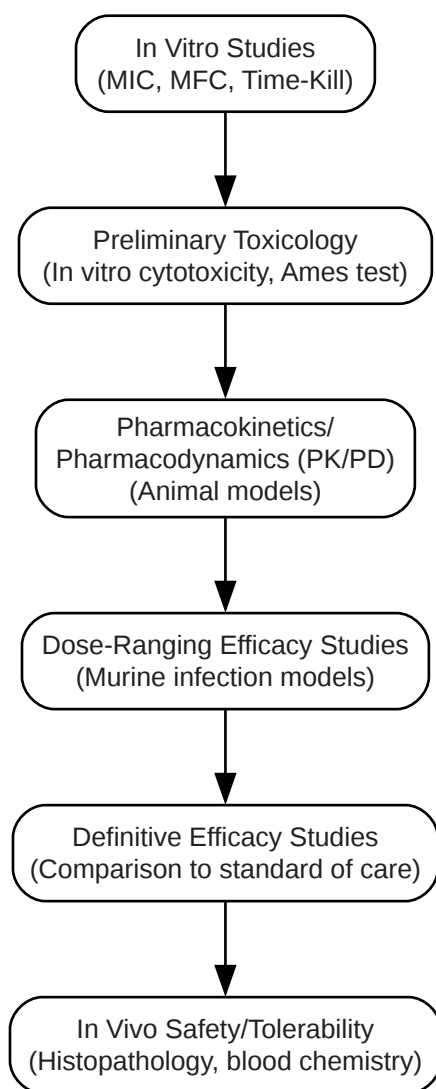 In Vitro Studies
(MIC, MFC, Time-Kill)
Preliminary Toxicology
(In vitro cytotoxicity, Ames test)
Pharmacokinetics/
Pharmacodynamics (PK/PD)
(Animal models)
Dose-Ranging Efficacy Studies
(Murine infection models)
Definitive Efficacy Studies
(Comparison to standard of care)
In Vivo Safety/Tolerability
(Histopathology, blood chemistry)